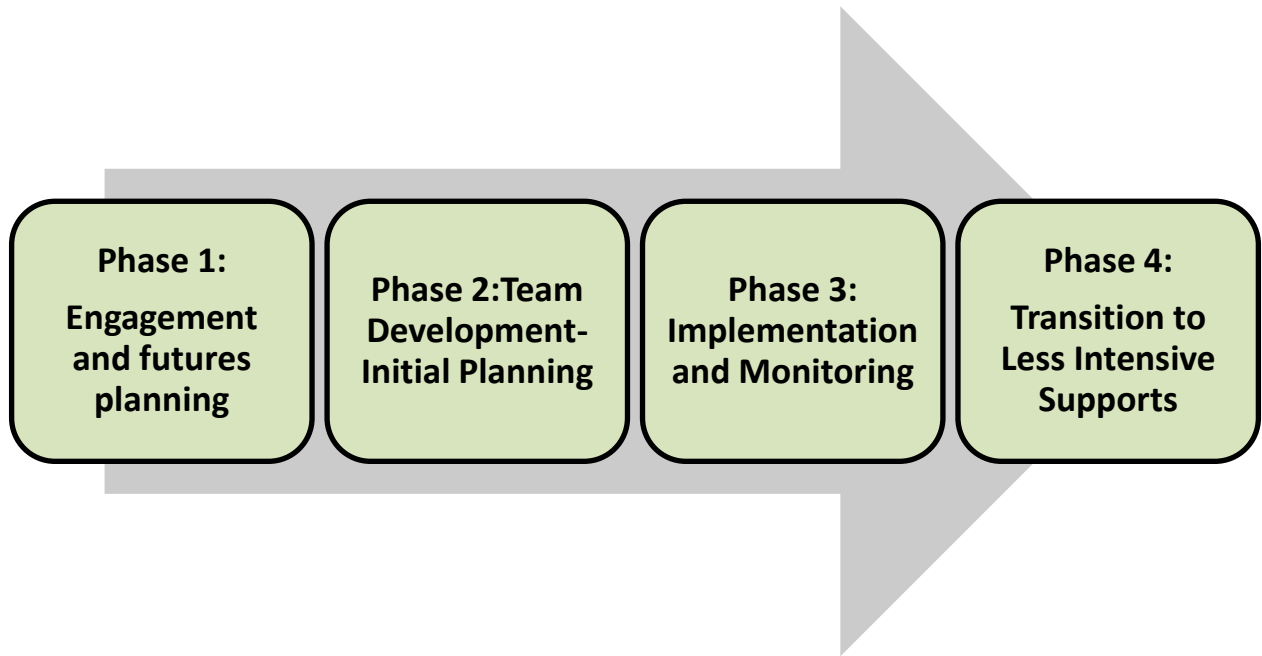 Phase 1:
Engagement
and futures
planning
Phase 2:Team
Development-
Initial Planning
Phase 3:
Implementation
and Monitoring
Phase 4:
Transition to
Less Intensive
Supports